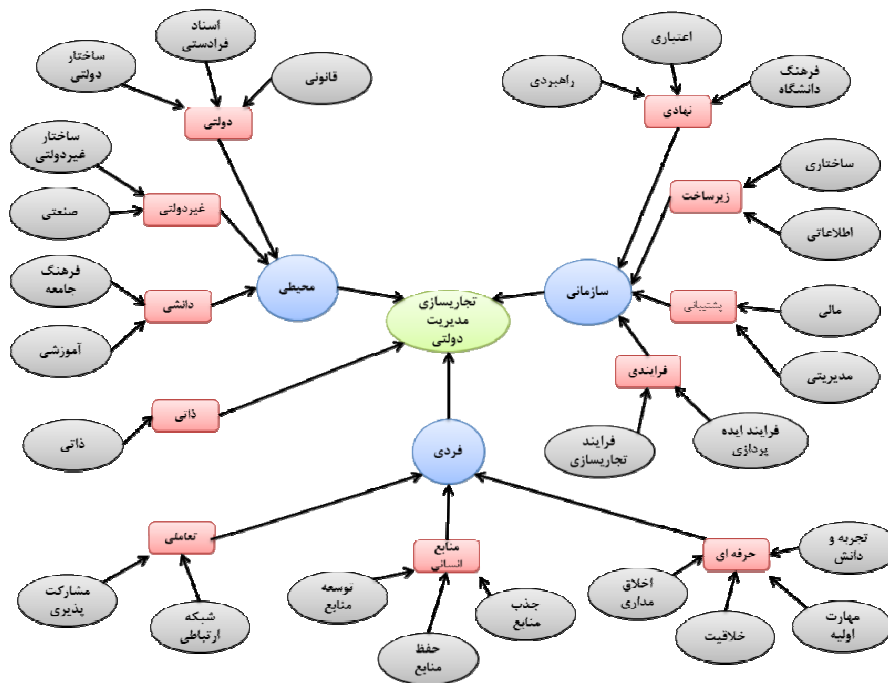 اسناد
فرادستی
ساختار
دولتی
قانونی
دولتی
ساختار
غیردولتی
صنعتی
غیردولتی
فرهنگ
جامعه
آموزشی
دانشی
محیطی
ذاتی
ذاتی
اعتباری
راهبردی
فرهنگ
دانشگاه
نهادی
ساختاری
اطلاعاتی
زیرساخت
سازمانی
مالی
مدیریتی
پشتیبانی
فرایندی
فرایند
تجاریسازی
فرایند ایده
پردازی
تجاریسازی
مدیریت
دولتی
فردی
تعاملی
مشارکت
پذیری
شبکه
ارتباطی
منابع
انسانی
توسعه
منابع
حفظ
منابع
جذب
منابع
حرفه ای
اخلاق
مداری
خلاقیت
مهارت
اولیه
تجربه و
دانش